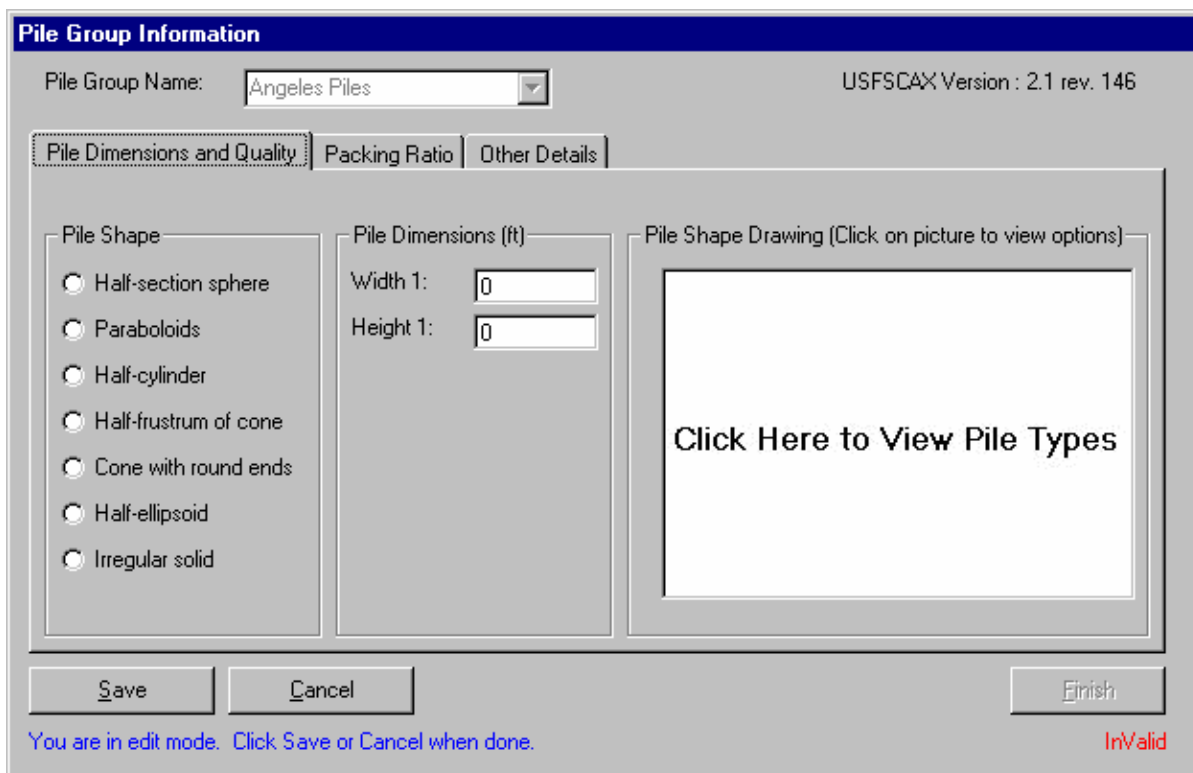 Pile Group Information
Pile Group Name: Angeles Piles USFSCAX Version : 2.1 rev. 146
Pile Dimensions and Quality Packing Ratio Other Details
Pile Shape
Half-section sphere
Paraboloids
Half-cylinder
Half-frustrum of cone
Cone with round ends
Half-ellipsoid
Irregular solid
Pile Dimensions (ft)
Width 1: 0
Height 1: 0
Pile Shape Drawing (Click on picture to view options)
Click Here to View Pile Types
Save Cancel Finish
You are in edit mode. Click Save or Cancel when done. InValid